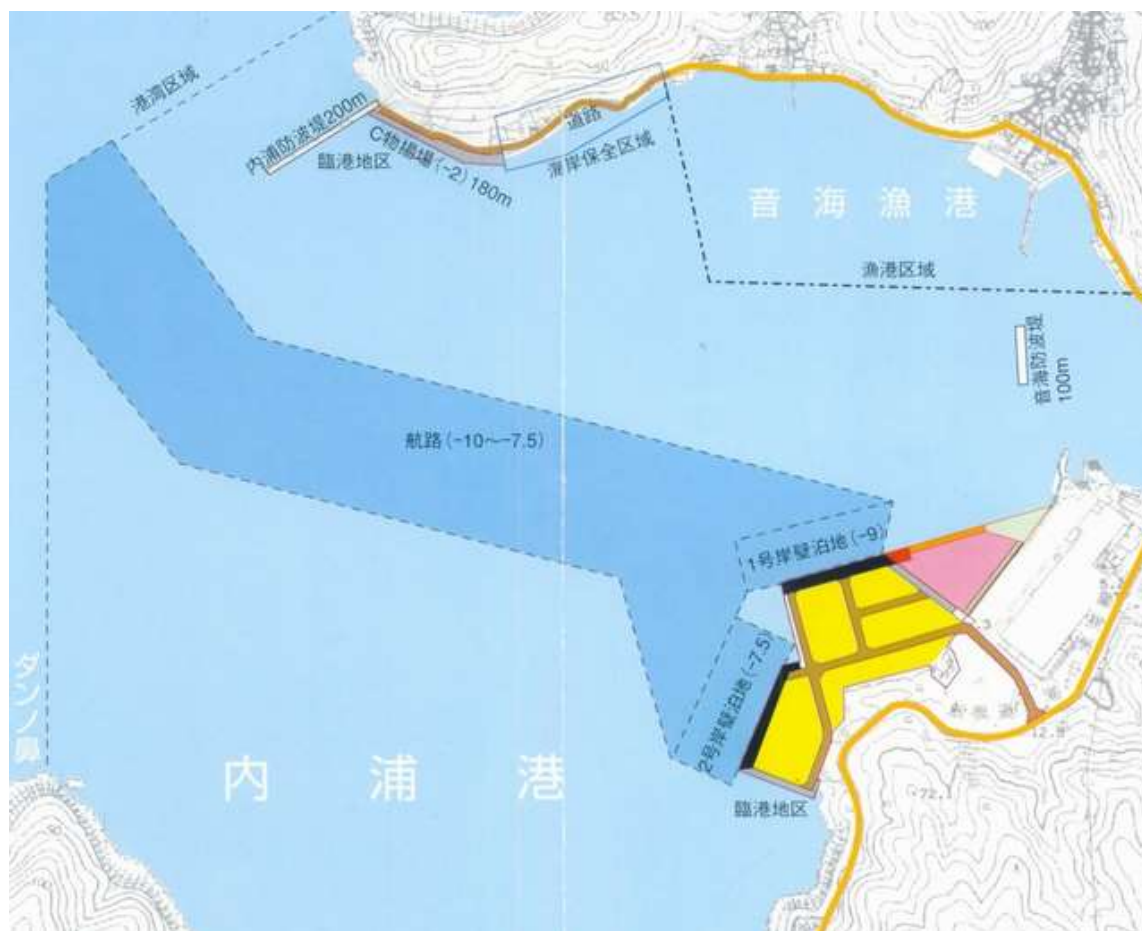 港湾区域
内浦防波堤200m
臨港地区
C物揚場(-2)180m
道路
海岸保全区域
音海漁港
漁港区域
音海防波堤
100m
航路(-10~-7.5)
1号岸壁泊地(-9)
2号岸壁泊地(-7.5)
ダンノ鼻
内浦港
臨港地区
12.8
72.